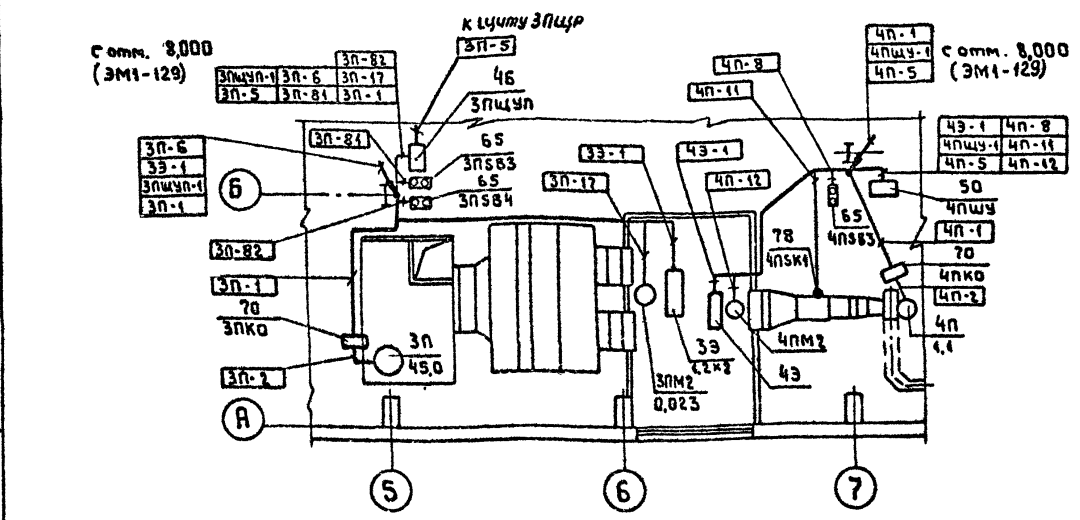 к щиту 3ПЩР
3П-5
с отм. 8,000
(ЭМ1-129)
3П-82
3ПЩУП-1 3П-6 3П-17
3П-5 3П-81 3П-1
46
3ПЩУП
4П-8
4П-11
4П-1
4ПЩУ-1
4П-5
с отм. 8,000
(ЭМ1-129)
3П-6
3Э-1
3ПЩУП-1
3П-1
Б
3П-81
65
3ПSB3
65
3ПSB4
3П-17
3Э-1
4Э-1
4П-12
4Э-1 4П-8
4ПЩУ-1 4П-11
4П-5 4П-12
50
4ПЩУ
65
4ПSB3
78
4ПSK1
4П-1
70
4ПКО
4П-2
3П-82
3П-1
70
3ПКО
3П-2
3П
45,0
3ПМ2
0,023
3Э
1,2х2
4Э
4ПМ2
4П
1,1
А
5
6
7